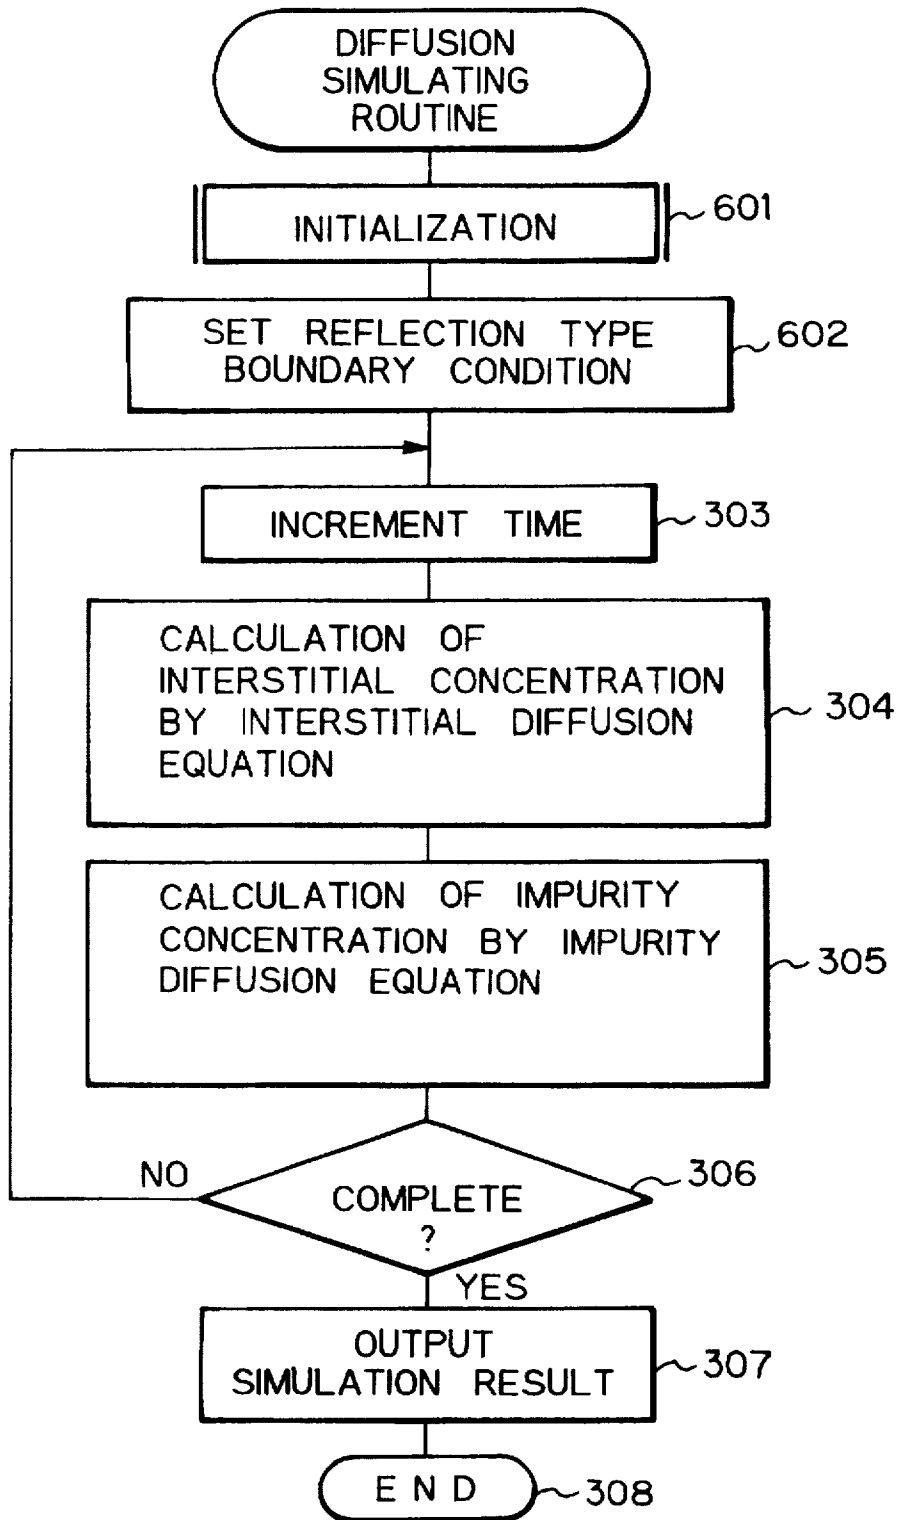 DIFFUSION
SIMULATING
ROUTINE
INITIALIZATION
601
SET REFLECTION TYPE
BOUNDARY CONDITION
602
INCREMENT TIME
303
CALCULATION OF
INTERSTITIAL CONCENTRATION
BY INTERSTITIAL DIFFUSION
EQUATION
304
CALCULATION OF IMPURITY
CONCENTRATION BY IMPURITY
DIFFUSION EQUATION
305
NO
COMPLETE
?
306
YES
OUTPUT
SIMULATION RESULT
307
END
308